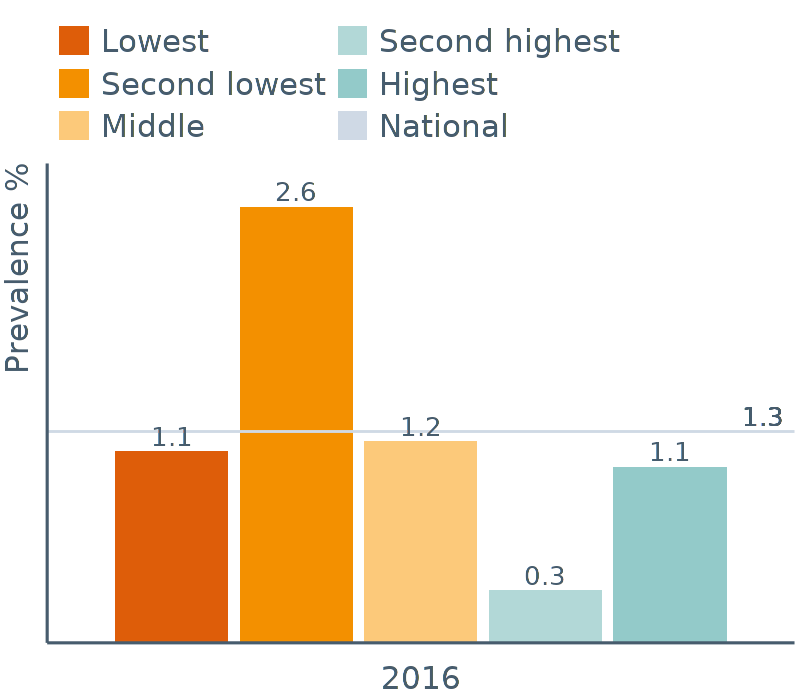 Lowest
Second lowest
Middle
Second highest
Highest
National
Prevalence %
2.6
1.1
1.2
1.3
1.1
0.3
2016